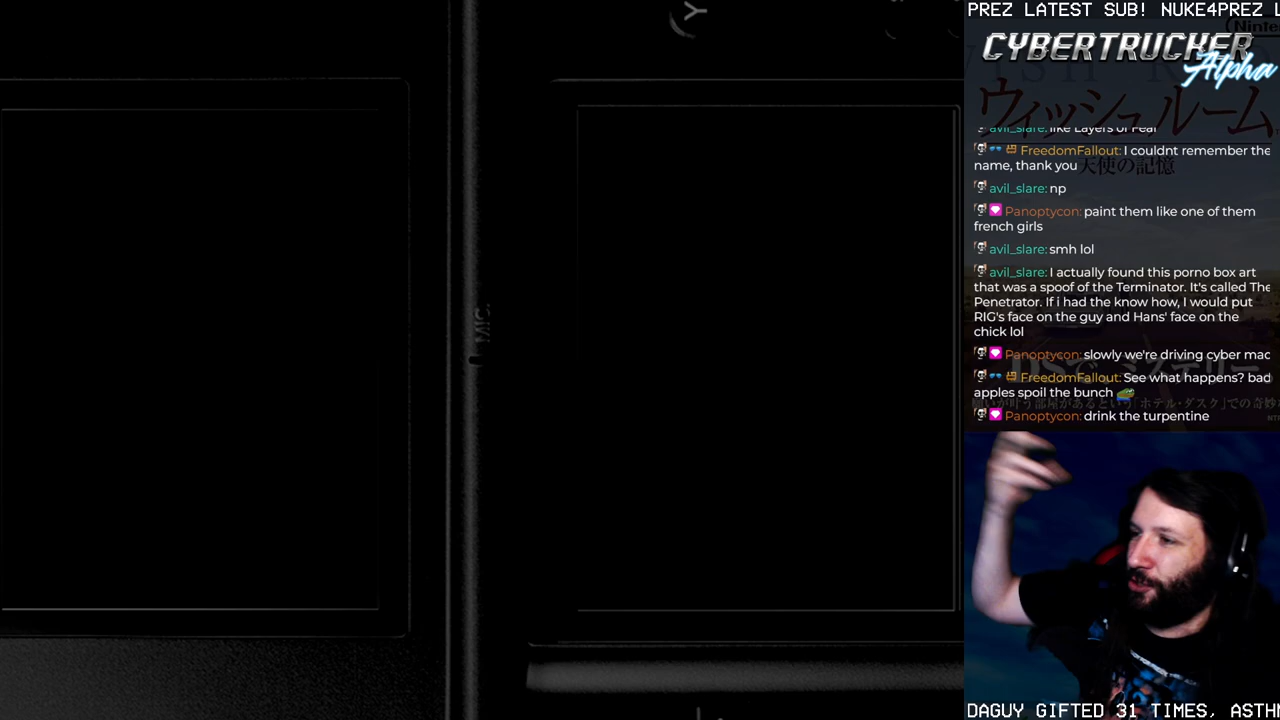 PREZ LATEST SUB! NUKE4PREZ L
CYBERTRUCKER
Alpha
ウィッシュルーム
天使の記憶
avil_slare: like Layers of Fear
FreedomFallout: I couldnt remember the
name, thank you
avil_slare: np
Panoptycon: paint them like one of them
french girls
avil_slare: smh lol
avil_slare: I actually found this porno box art
that was a spoof of the Terminator. It's called The
Penetrator. If i had the know how, I would put
RIG's face on the guy and Hans' face on the
chick lol
Panoptycon: slowly we're driving cyber mad
FreedomFallout: See what happens? bad
apples spoil the bunch
Panoptycon: drink the turpentine
MIC.
Y
DAGUY GIFTED 31 TIMES, ASTH